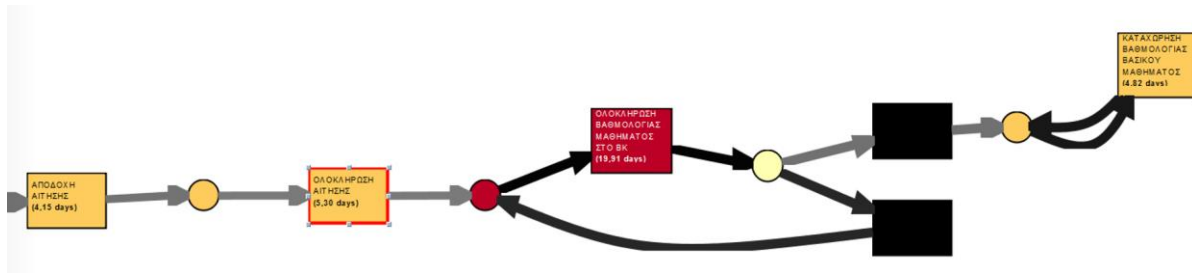 ΑΠΟΔΟΧΗ
ΑΙΤΗΣΗΣ
(4,15 days)
ΟΛΟΚΛΗΡΩΣΗ
ΑΙΤΗΣΗΣ
(5,30 days)
ΟΛΟΚΛΗΡΩΣΗ
ΒΑΘΜΟΛΟΓΙΑΣ
ΜΑΘΗΜΑΤΟΣ
ΣΤΟ ΒΚ
(19,91 days)
ΚΑΤΑΧΩΡΗΣΗ
ΒΑΘΜΟΛΟΓΙΑΣ
ΒΑΣΙΚΟΥ
ΜΑΘΗΜΑΤΟΣ
(4,82 days)